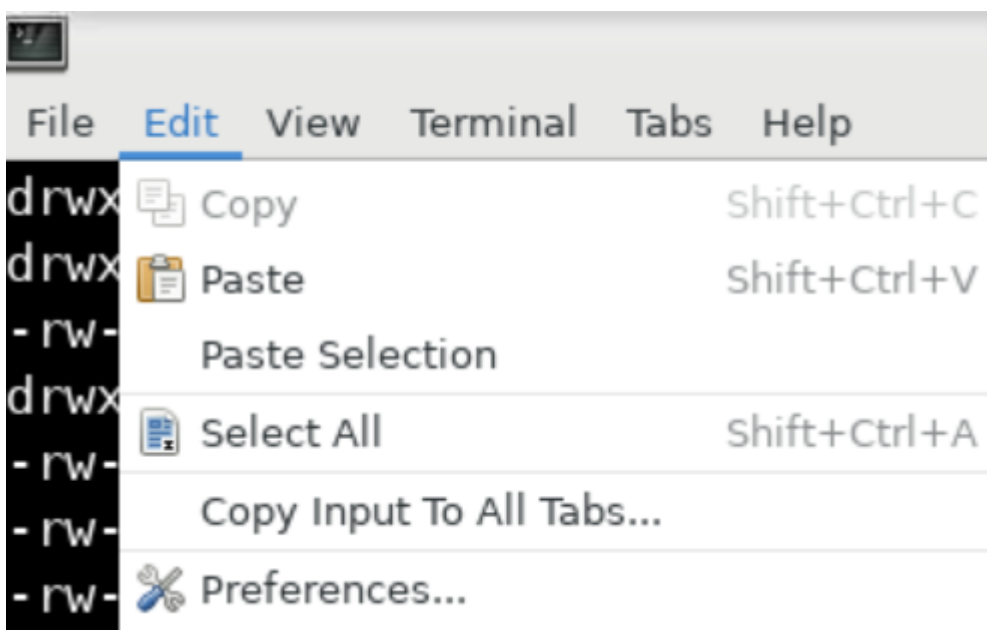 File Edit View Terminal Tabs Help
drwx Copy Shift+Ctrl+C
drwx Paste Shift+Ctrl+V
-rw- Paste Selection
drwx
-rw- Select All Shift+Ctrl+A
-rw- Copy Input To All Tabs...
-rw- Preferences...